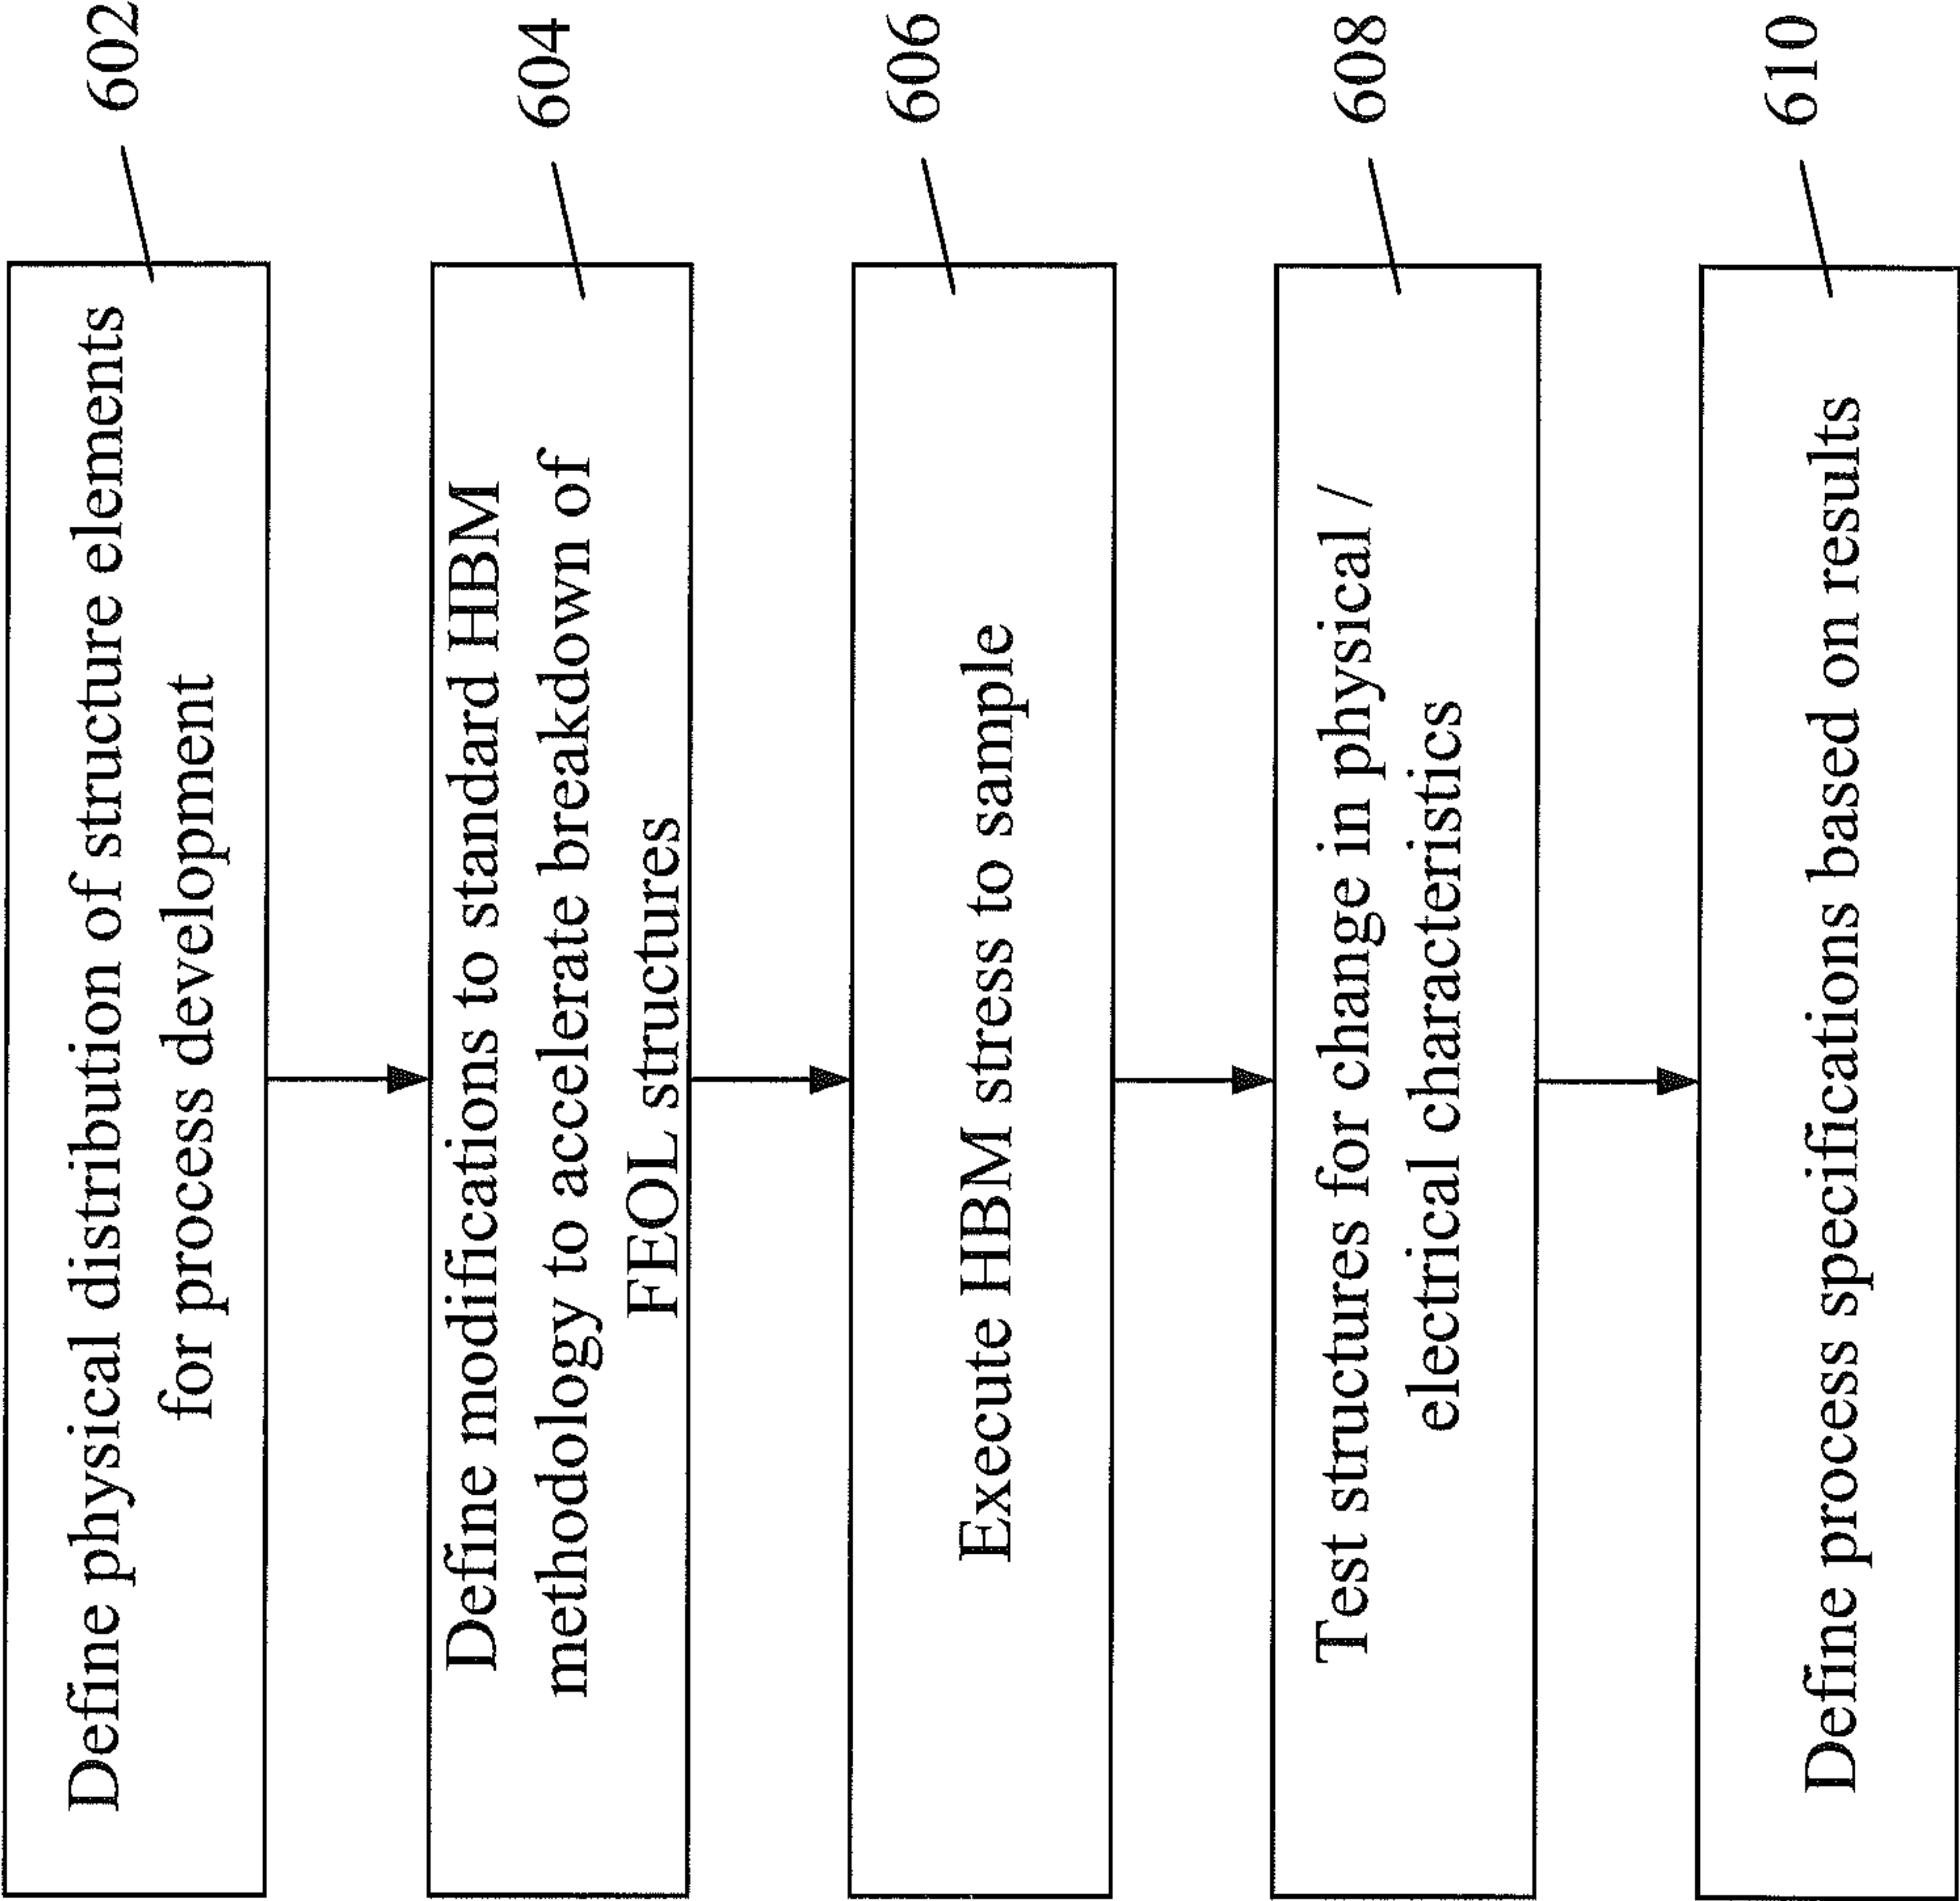 Define physical distribution of structure elements
for process development
602
Define modifications to standard HBM
methodology to accelerate breakdown of
FEOL structures
604
Execute HBM stress to sample
606
Test structures for change in physical /
electrical characteristics
608
Define process specifications based on results
610